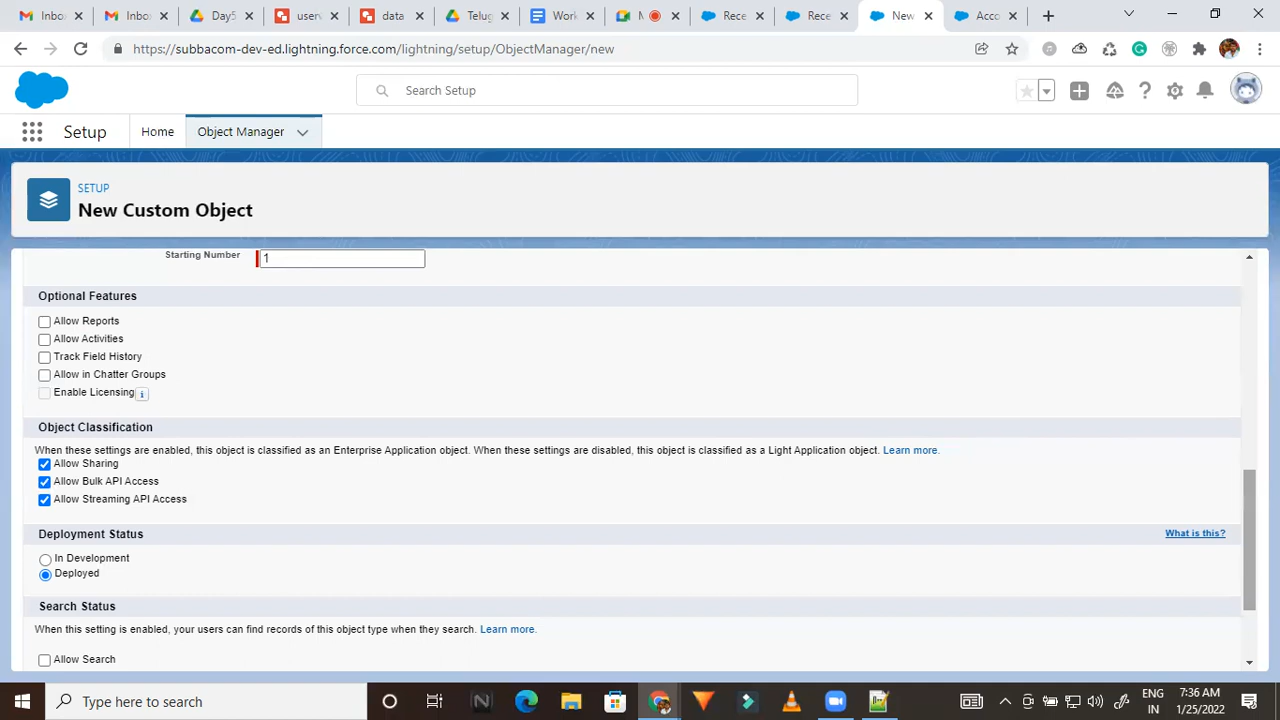 Inbo
Inbo
Day5
user
data
Telug
Work
M
Rece
Rece
New
Acco
https://subbacom-dev-ed.lightning.force.com/lightning/setup/ObjectManager/new
Search Setup
Setup
Home
Object Manager
SETUP
New Custom Object
Starting Number
1
Optional Features
Allow Reports
Allow Activities
Track Field History
Allow in Chatter Groups
Enable Licensing i
Object Classification
When these settings are enabled, this object is classified as an Enterprise Application object. When these settings are disabled, this object is classified as a Light Application object. Learn more.
Allow Sharing
Allow Bulk API Access
Allow Streaming API Access
Deployment Status
What is this?
In Development
Deployed
Search Status
When this setting is enabled, your users can find records of this object type when they search. Learn more.
Allow Search
Type here to search
ENG
IN
7:36 AM
1/25/2022